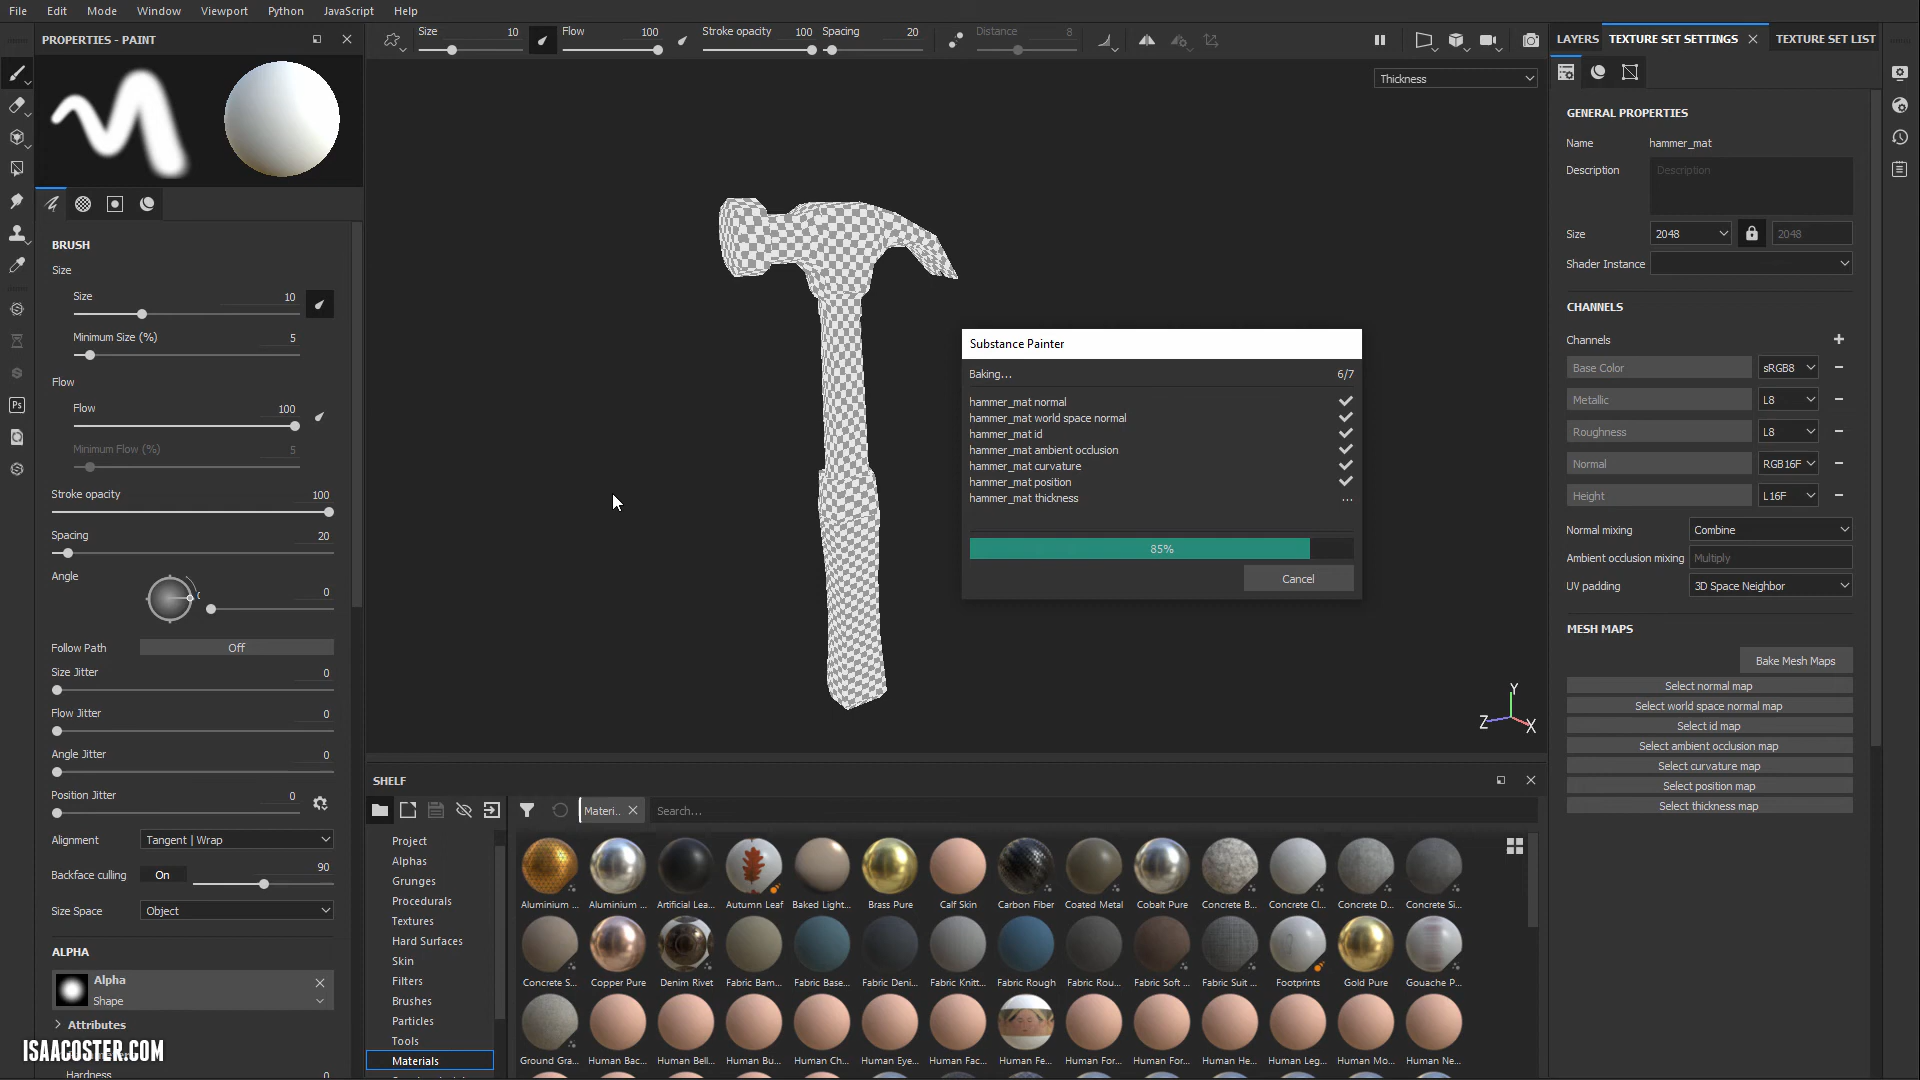 File Edit Mode Window Viewport Python JavaScript Help
PROPERTIES - PAINT
Size 10 Flow 100 Stroke opacity 100 Spacing 20 Distance 8
LAYERS TEXTURE SET SETTINGS TEXTURE SET LIST
Thickness
BRUSH
Size
Size 10
Minimum Size (%) 5
Flow
Flow 100
Minimum Flow (%) 5
Stroke opacity 100
Spacing 20
Angle
0
Follow Path Off
Size Jitter 0
Flow Jitter 0
Angle Jitter 0
Position Jitter 0
Alignment Tangent | Wrap
Backface culling On 90
Size Space Object
ALPHA
Alpha
Shape
Attributes
Hardness 0
ISAACOSTER.COM
Substance Painter
Baking... 6/7
hammer_mat normal
hammer_mat world space normal
hammer_mat id
hammer_mat ambient occlusion
hammer_mat curvature
hammer_mat position
hammer_mat thickness ...
85%
Cancel
Y
Z
X
GENERAL PROPERTIES
Name hammer_mat
Description Description
Size 2048 2048
Shader Instance
CHANNELS
Channels
Base Color sRGB8
Metallic L8
Roughness L8
Normal RGB16F
Height L16F
Normal mixing Combine
Ambient occlusion mixing Multiply
UV padding 3D Space Neighbor
MESH MAPS
Bake Mesh Maps
Select normal map
Select world space normal map
Select id map
Select ambient occlusion map
Select curvature map
Select position map
Select thickness map
SHELF
Materi.. Search...
Project
Alphas
Grunges
Procedurals
Textures
Hard Surfaces
Skin
Filters
Brushes
Particles
Tools
Materials
Aluminium ... Aluminium ... Artificial Lea... Autumn Leaf Baked Light... Brass Pure Calf Skin Carbon Fiber Coated Metal Cobalt Pure Concrete B... Concrete Cl... Concrete D... Concrete Si...
Concrete S... Copper Pure Denim Rivet Fabric Bam... Fabric Base... Fabric Deni... Fabric Knitt... Fabric Rough Fabric Rou... Fabric Soft ... Fabric Suit ... Footprints Gold Pure Gouache P...
Ground Gra... Human Bac... Human Bell... Human Bu... Human Ch... Human Eye... Human Fac... Human Fe... Human For... Human For... Human He... Human Leg... Human Mo... Human Ne...
Ps